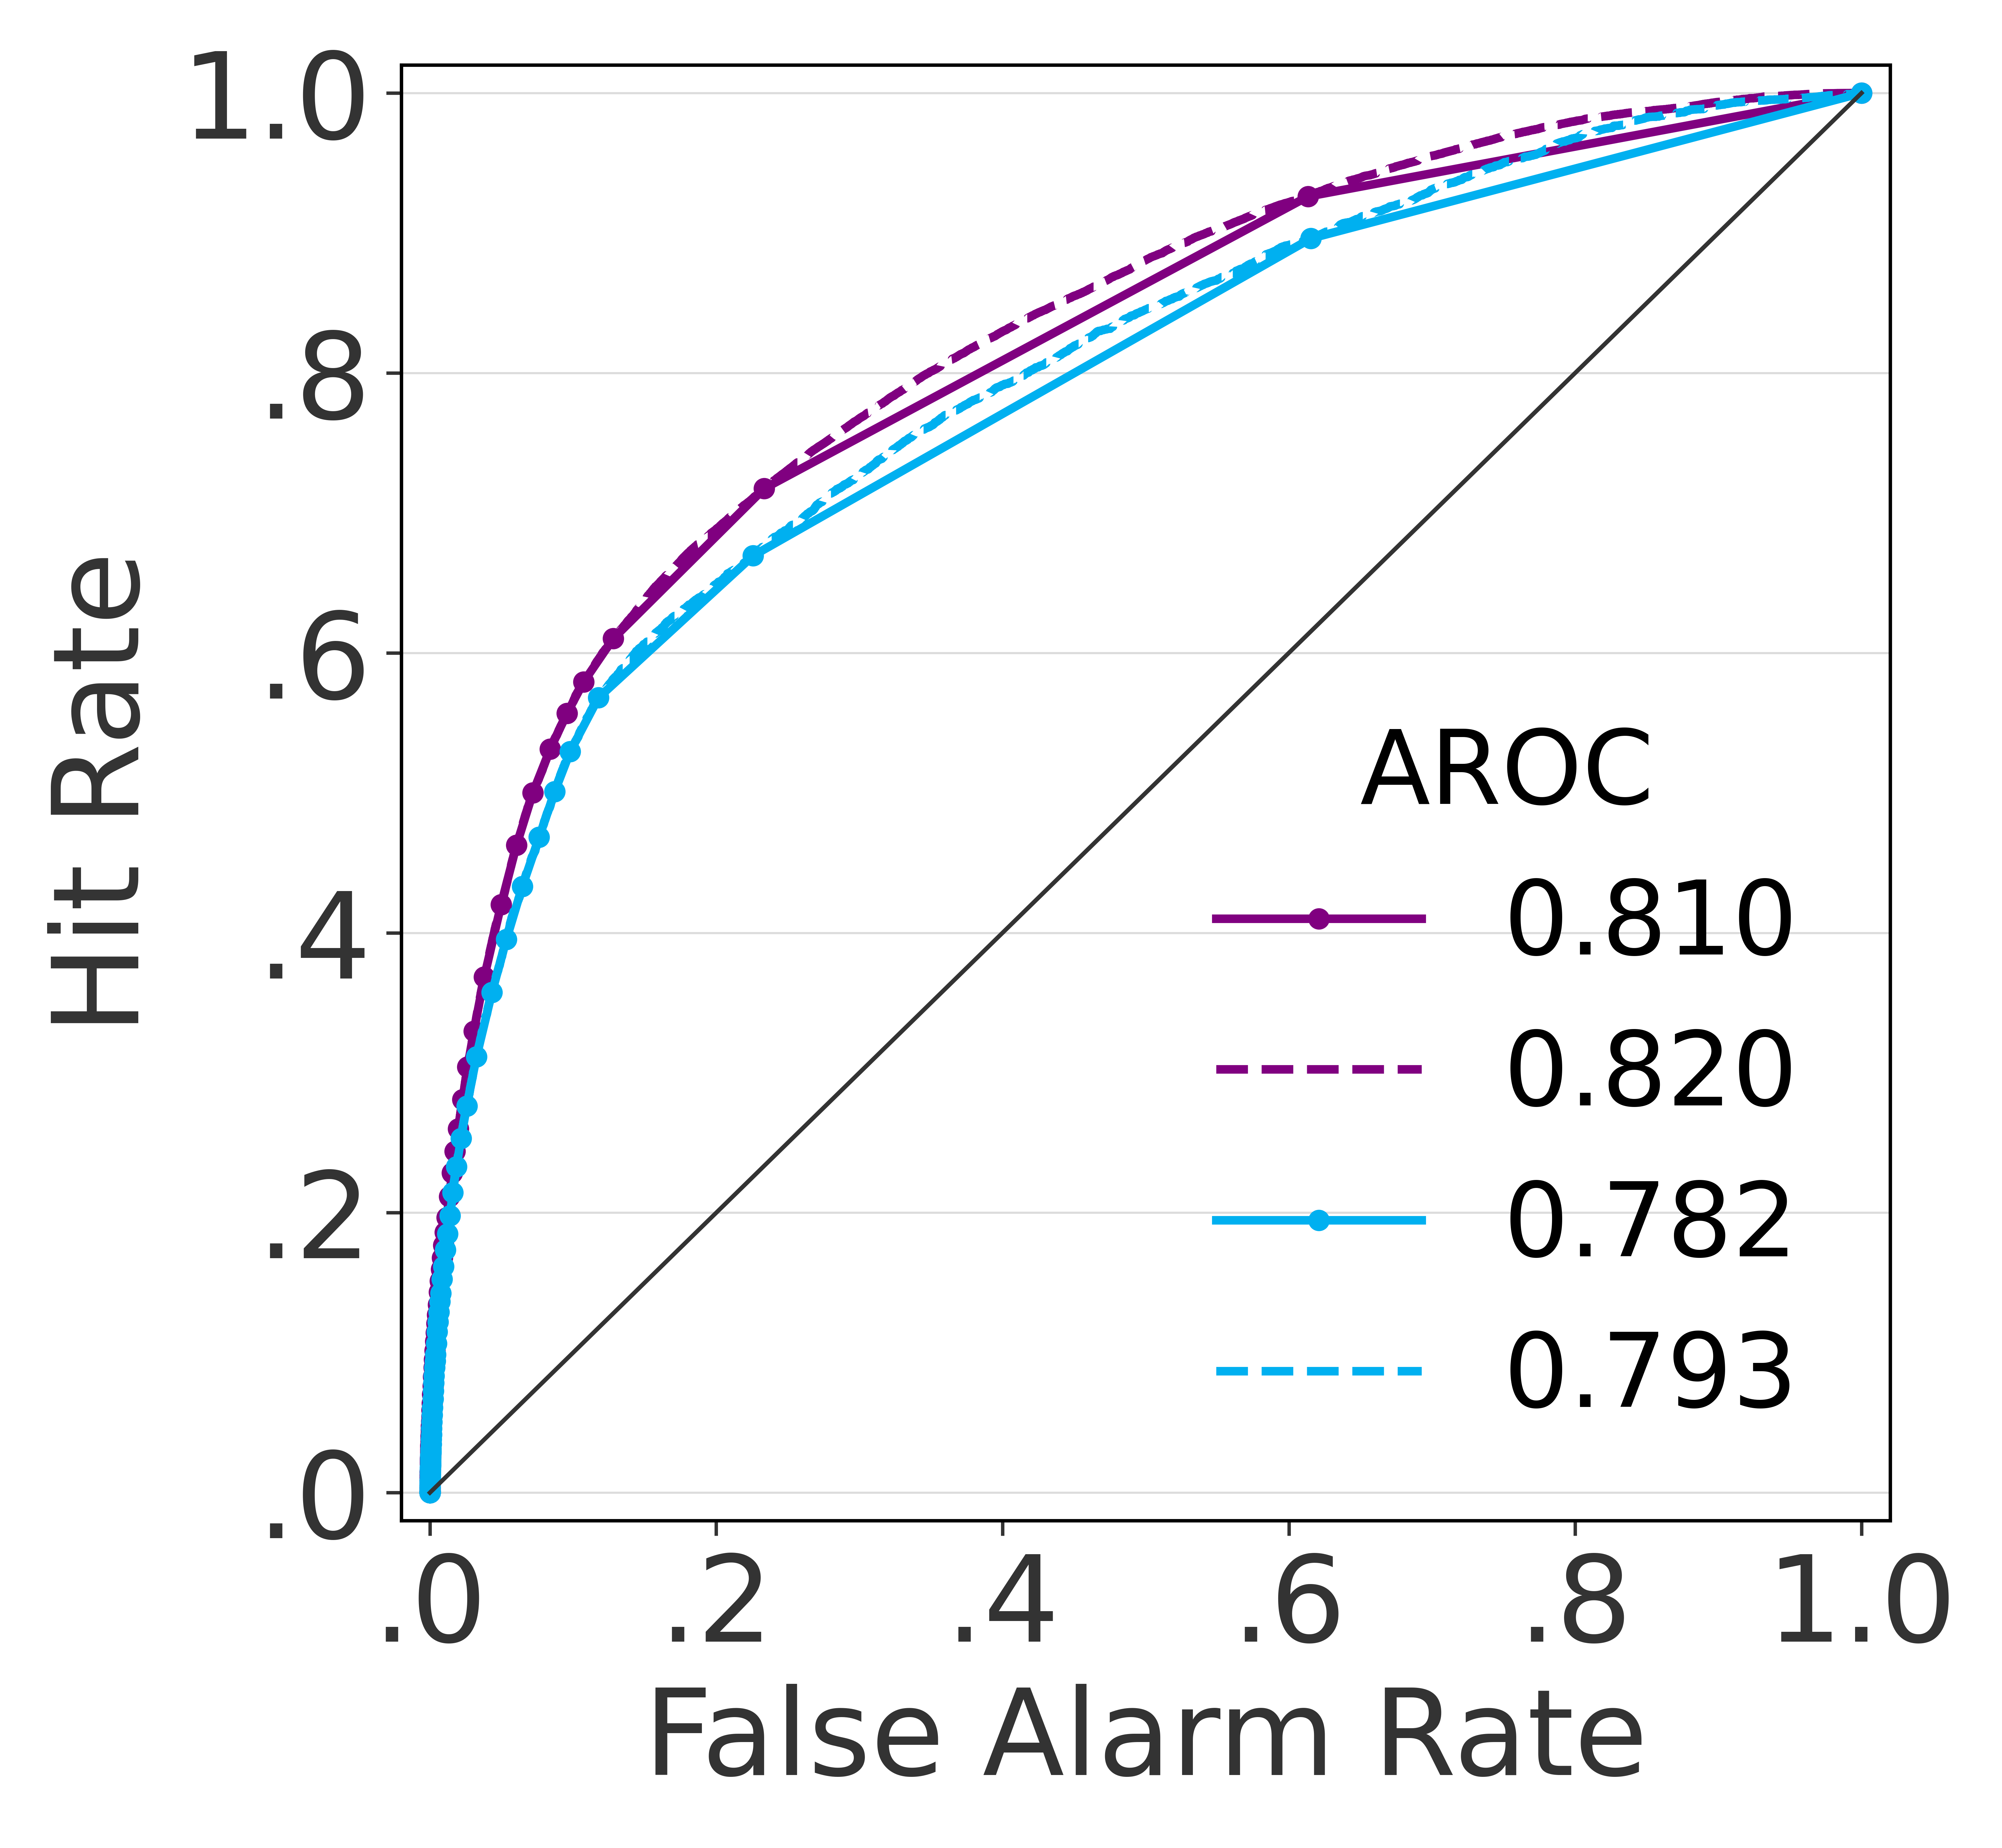 1.0
.8
.6
.4
.2
.0
Hit Rate
AROC
0.810
0.820
0.782
0.793
.0 .2 .4 .6 .8 1.0
False Alarm Rate